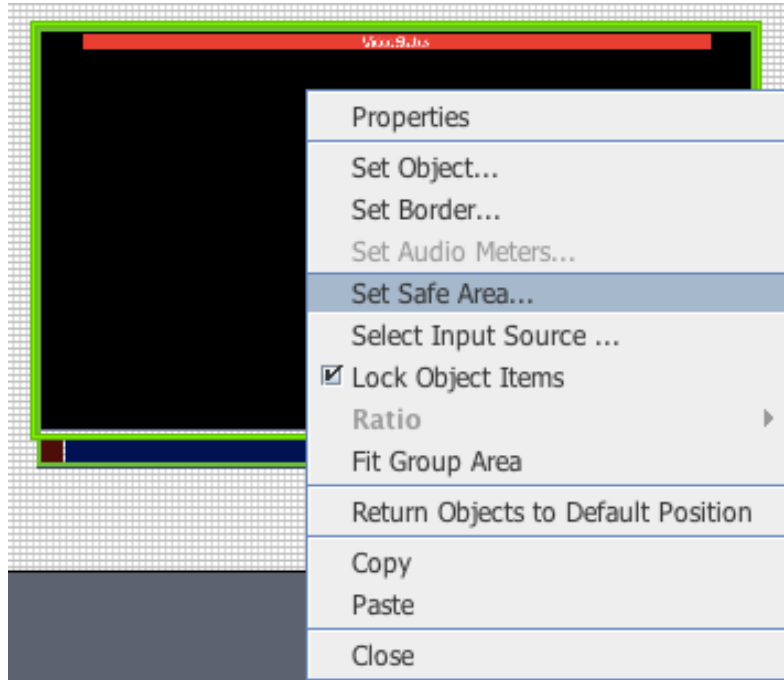 Properties
Set Object...
Set Border...
Set Audio Meters...
Set Safe Area...
Select Input Source ...
Lock Object Items
Ratio
Fit Group Area
Return Objects to Default Position
Copy
Paste
Close